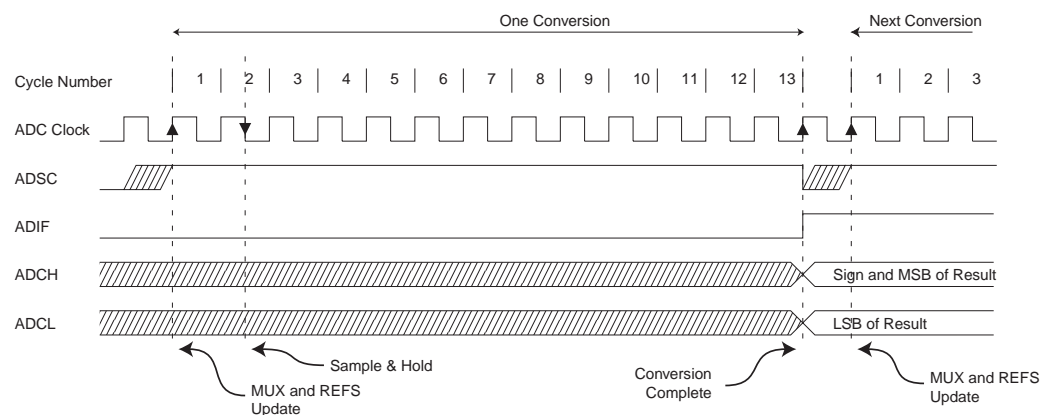 One Conversion
Next Conversion
Cycle Number 1 2 3 4 5 6 7 8 9 10 11 12 13 1 2 3
ADC Clock
ADSC
ADIF
ADCH
Sign and MSB of Result
ADCL
LSB of Result
MUX and REFS
Update
Sample & Hold
Conversion
Complete
MUX and REFS
Update